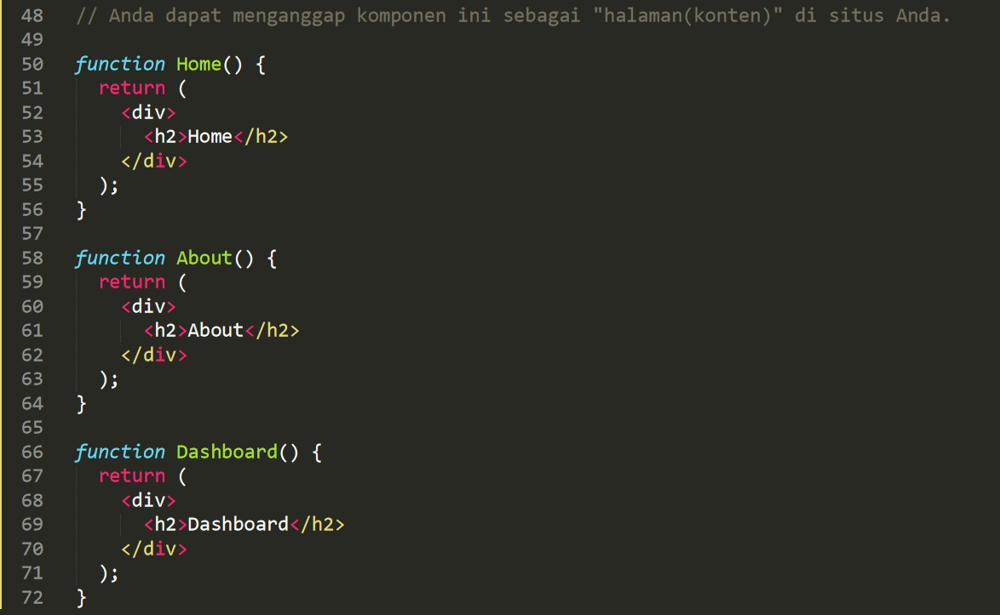 48 // Anda dapat menganggap komponen ini sebagai "halaman(konten)" di situs Anda.
49
50 function Home() {
51   return (
52     <div>
53       <h2>Home</h2>
54     </div>
55   );
56 }
57
58 function About() {
59   return (
60     <div>
61       <h2>About</h2>
62     </div>
63   );
64 }
65
66 function Dashboard() {
67   return (
68     <div>
69       <h2>Dashboard</h2>
70     </div>
71   );
72 }